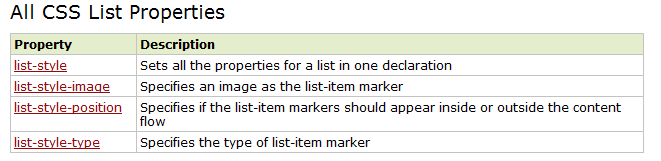 All CSS List Properties
Property Description
list-style Sets all the properties for a list in one declaration
list-style-image Specifies an image as the list-item marker
list-style-position Specifies if the list-item markers should appear inside or outside the content
flow
list-style-type Specifies the type of list-item marker